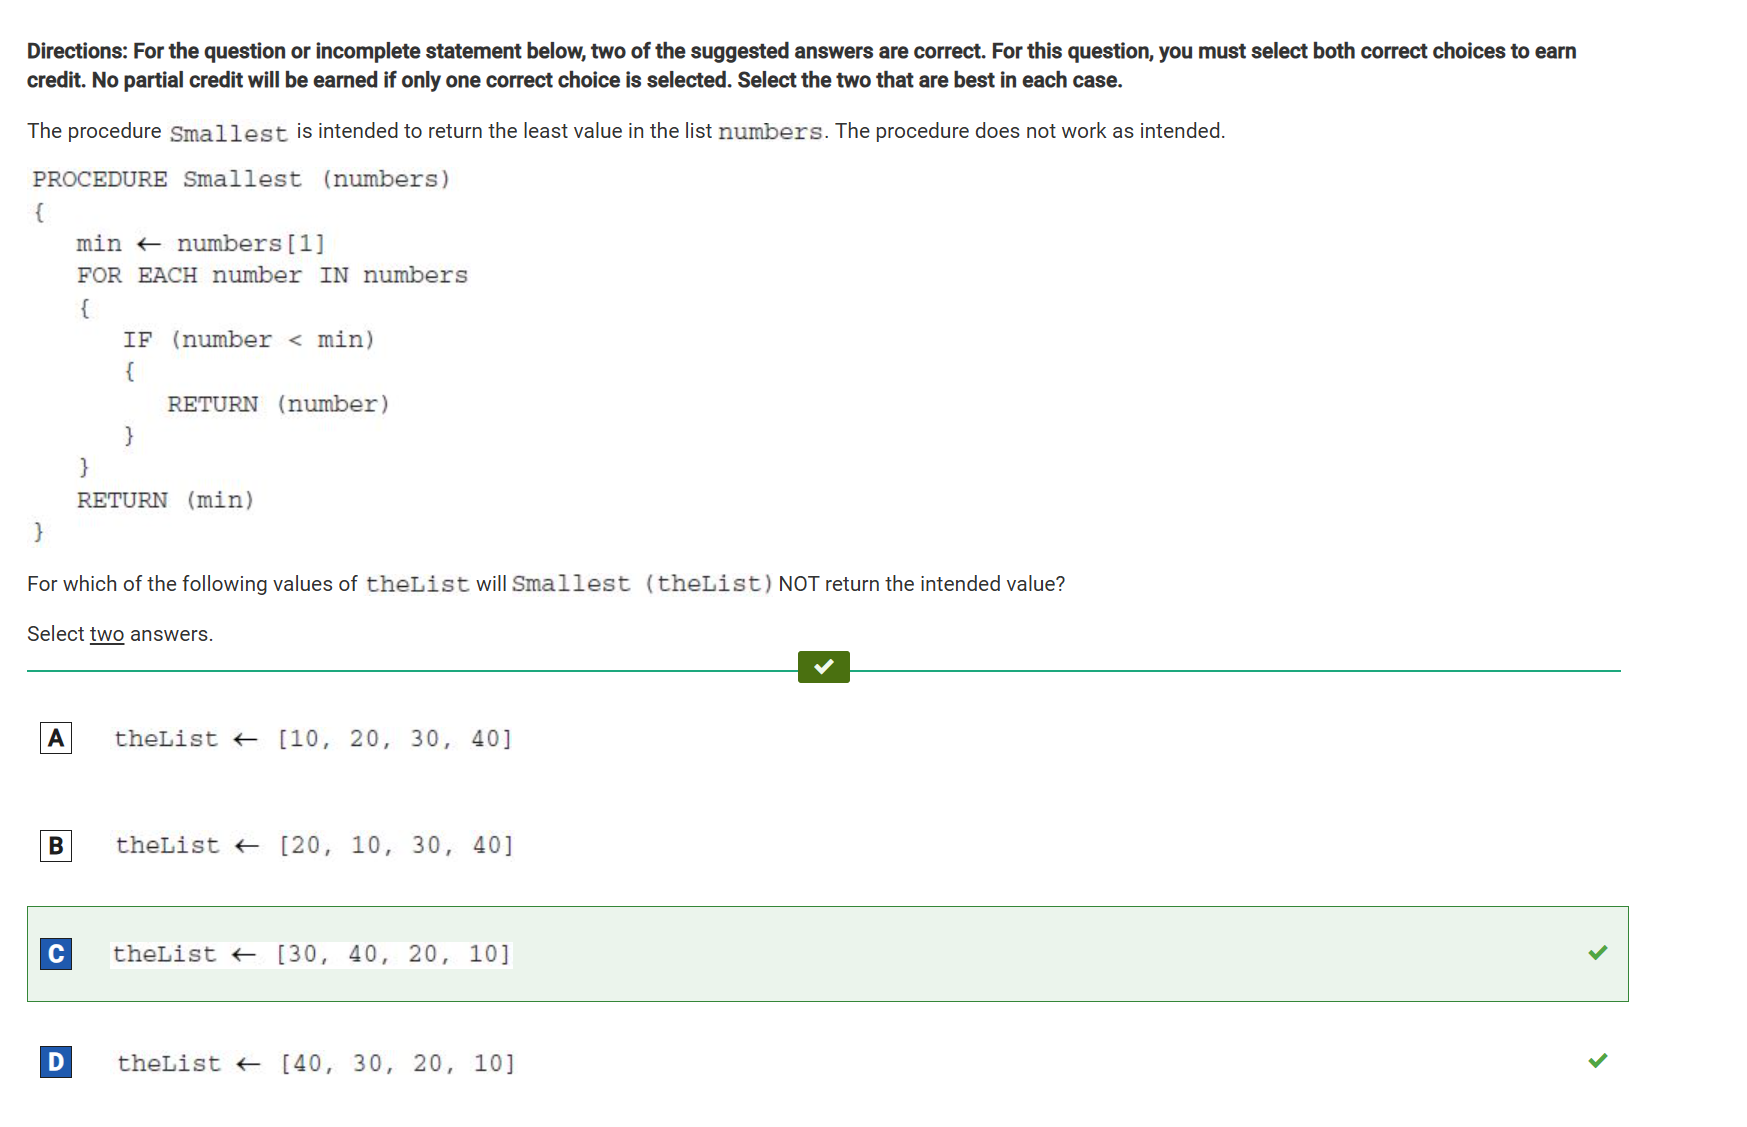 Directions: For the question or incomplete statement below, two of the suggested answers are correct. For this question, you must select both correct choices to earn
credit. No partial credit will be earned if only one correct choice is selected. Select the two that are best in each case.
The procedure Smallest is intended to return the least value in the list numbers. The procedure does not work as intended.
PROCEDURE Smallest (numbers)
{
min ← numbers[1]
FOR EACH number IN numbers
{
IF (number < min)
{
RETURN (number)
}
}
RETURN (min)
}
For which of the following values of theList will Smallest (theList) NOT return the intended value?
Select two answers.
A theList ← [10, 20, 30, 40]
B theList ← [20, 10, 30, 40]
C theList ← [30, 40, 20, 10]
D theList ← [40, 30, 20, 10]